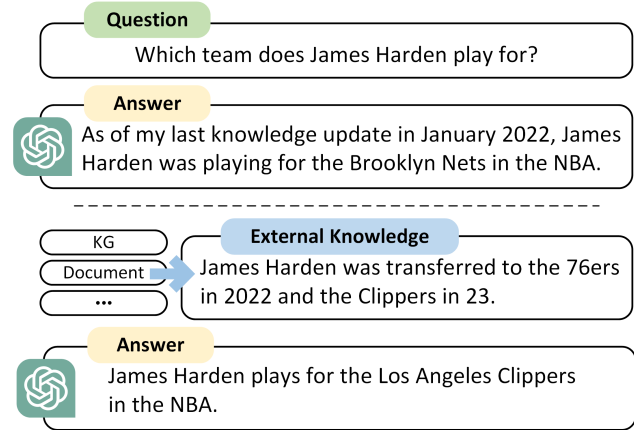 Question
Which team does James Harden play for?
Answer
As of my last knowledge update in January 2022, James
Harden was playing for the Brooklyn Nets in the NBA.
KG
Document
...
External Knowledge
James Harden was transferred to the 76ers
in 2022 and the Clippers in 23.
Answer
James Harden plays for the Los Angeles Clippers
in the NBA.